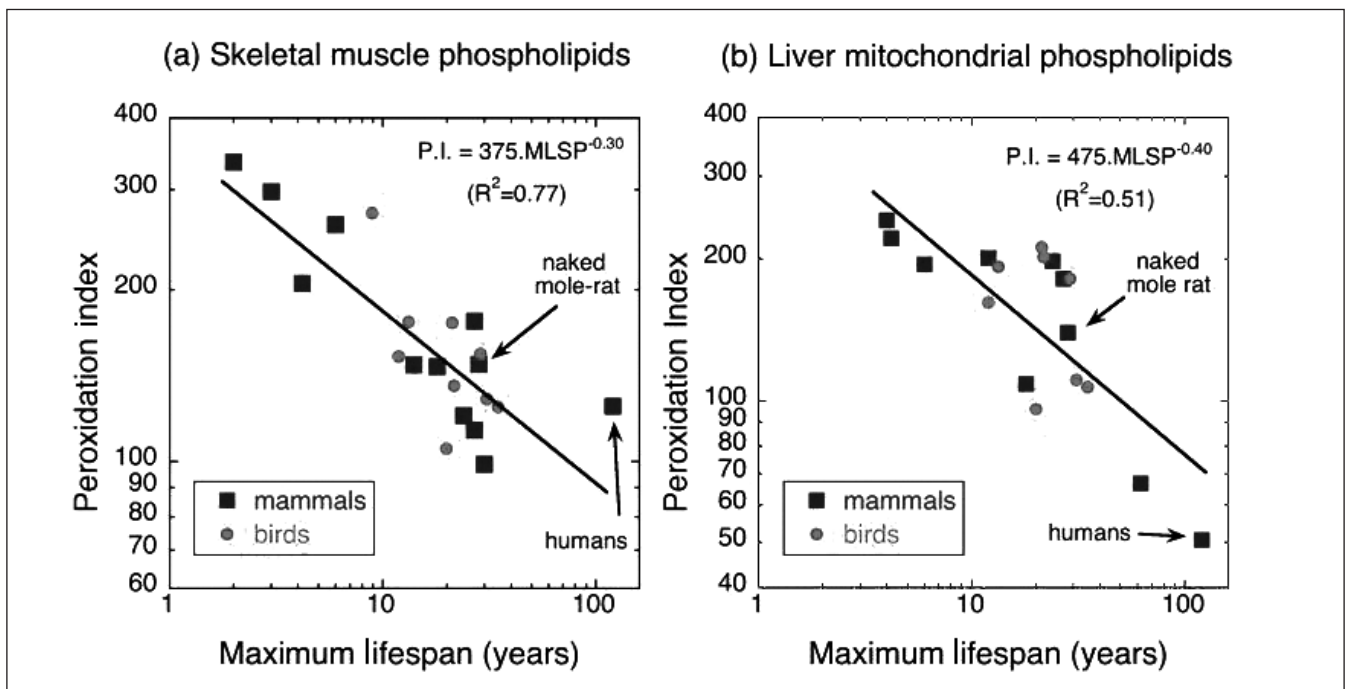 (a) Skeletal muscle phospholipids
400
300
200
100
90
80
70
60
Peroxidation index
P.I. = 375.MLSP-0.30
(R2=0.77)
naked
mole-rat
humans
mammals
birds
1
10
100
Maximum lifespan (years)
(b) Liver mitochondrial phospholipids
400
300
200
100
90
80
70
60
50
40
Peroxidation Index
P.I. = 475.MLSP-0.40
(R2=0.51)
naked
mole rat
humans
mammals
birds
1
10
100
Maximum lifespan (years)